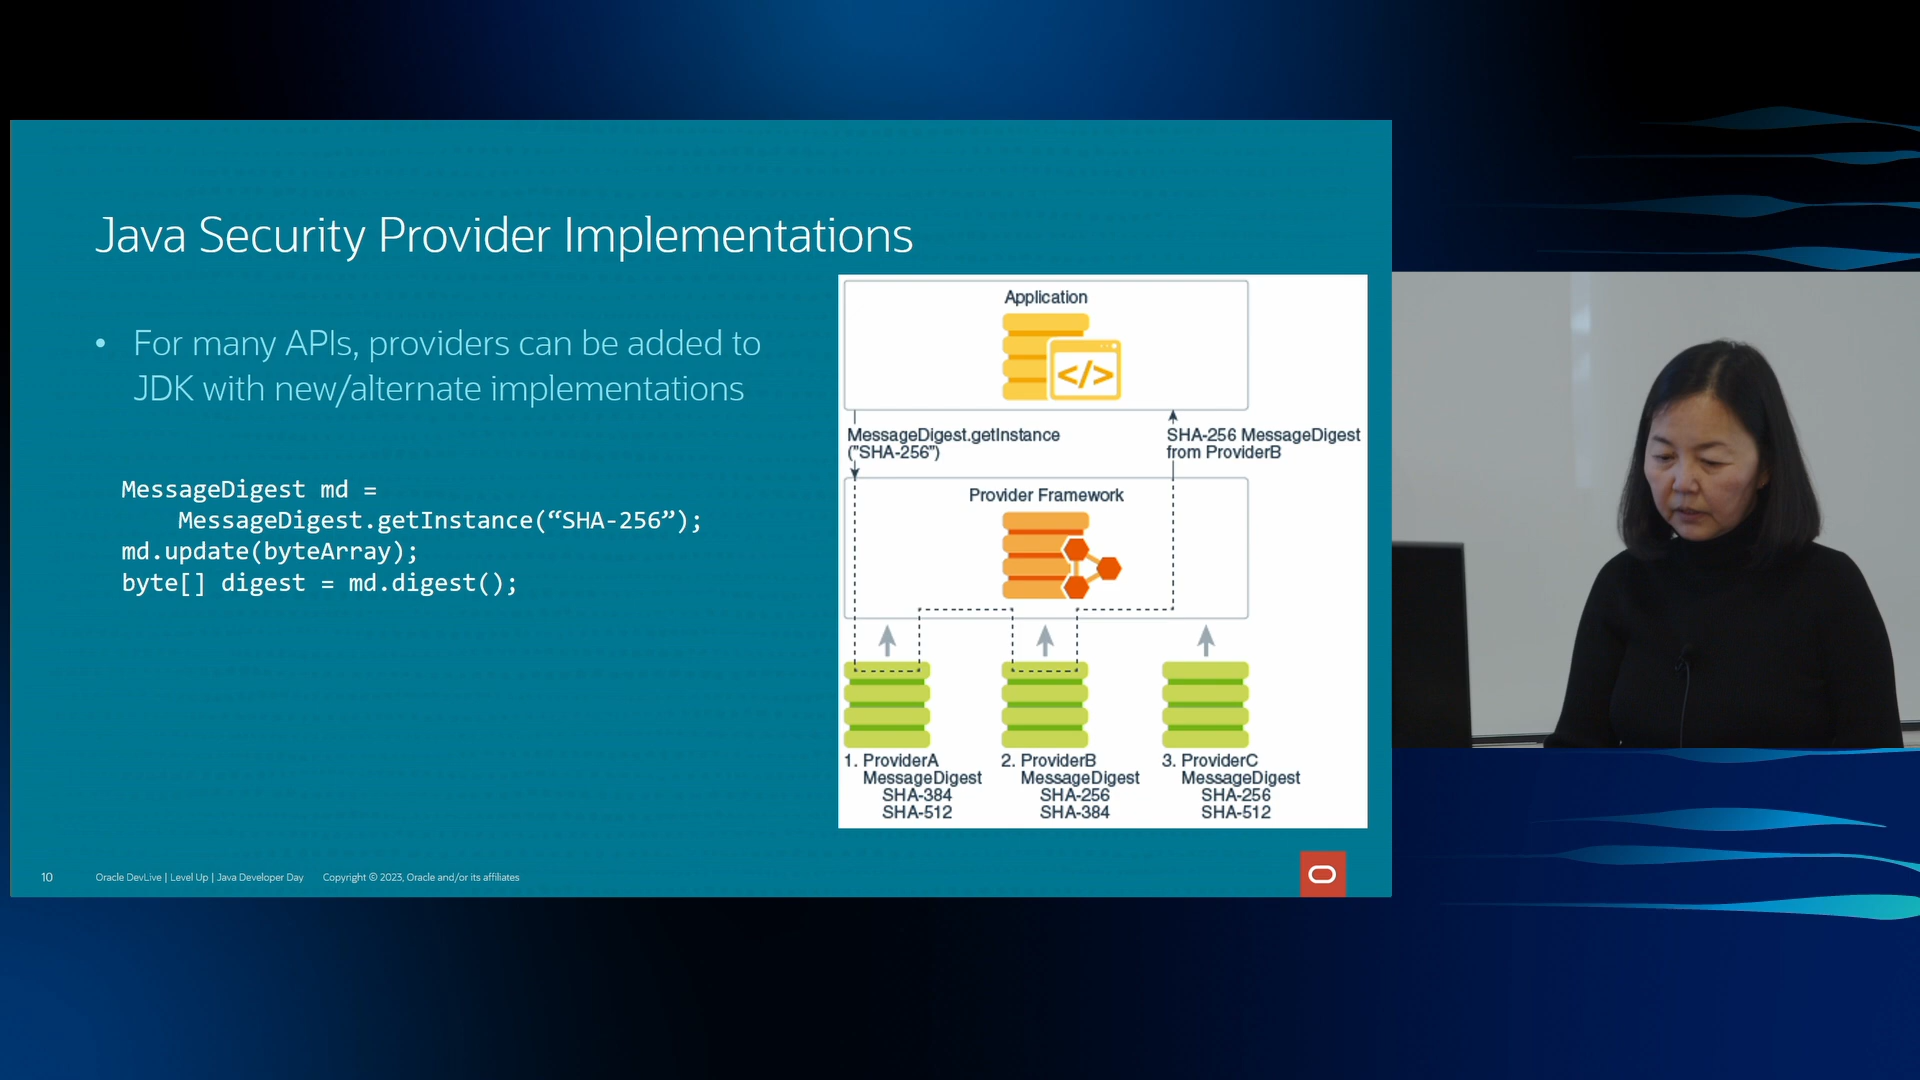 Java Security Provider Implementations
• For many APIs, providers can be added to
JDK with new/alternate implementations
MessageDigest md =
MessageDigest.getInstance(“SHA-256”);
md.update(byteArray);
byte[] digest = md.digest();
Application
</>
MessageDigest.getInstance
("SHA-256")
SHA-256 MessageDigest
from ProviderB
Provider Framework
1. ProviderA
MessageDigest
SHA-384
SHA-512
2. ProviderB
MessageDigest
SHA-256
SHA-384
3. ProviderC
MessageDigest
SHA-256
SHA-512
10 Oracle DevLive | Level Up | Java Developer Day Copyright © 2023, Oracle and/or its affiliates